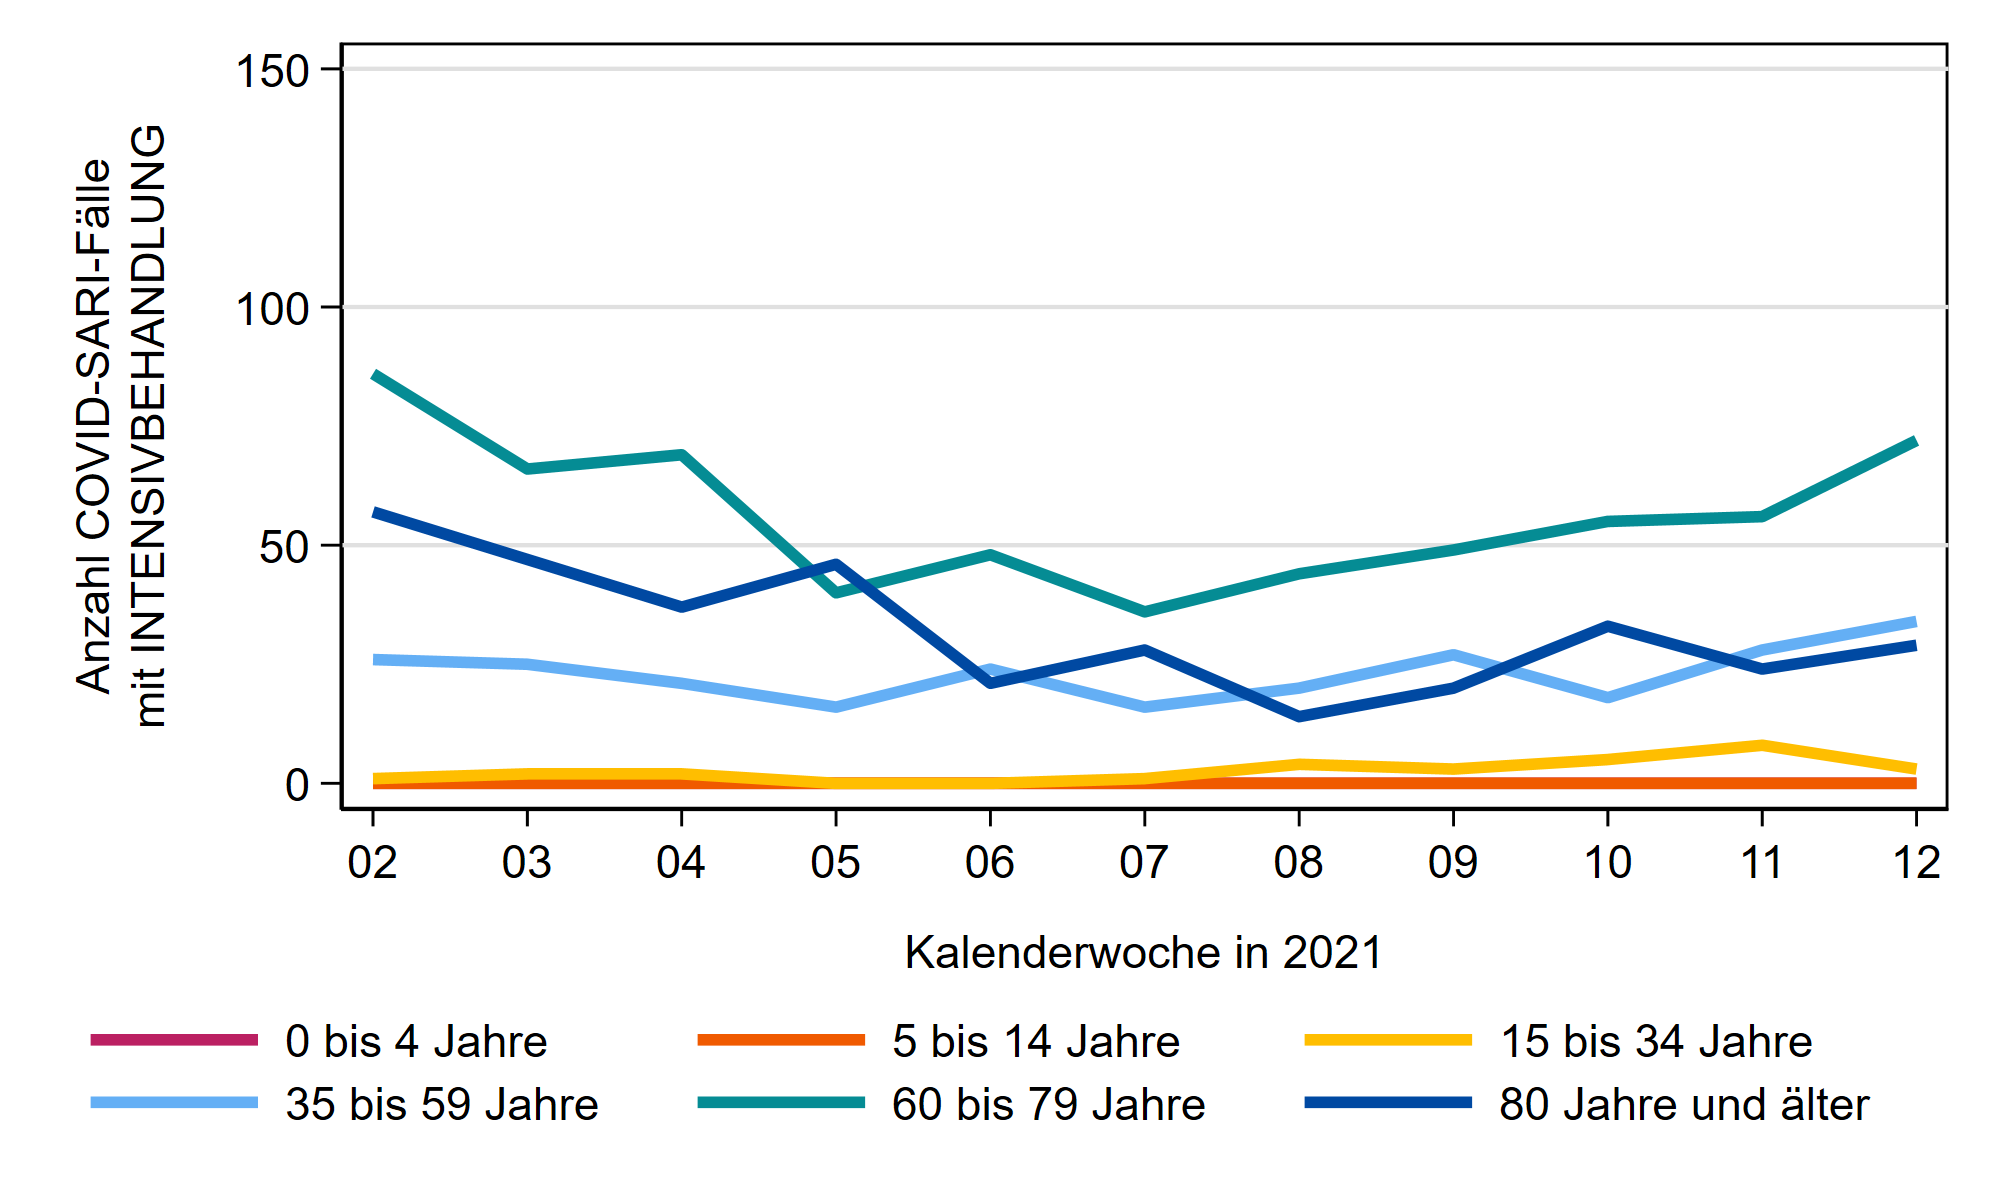 Anzahl COVID-SARI-Fälle
mit INTENSIVBEHANDLUNG
150
100
50
0
02 03 04 05 06 07 08 09 10 11 12
Kalenderwoche in 2021
0 bis 4 Jahre 5 bis 14 Jahre 15 bis 34 Jahre
35 bis 59 Jahre 60 bis 79 Jahre 80 Jahre und älter